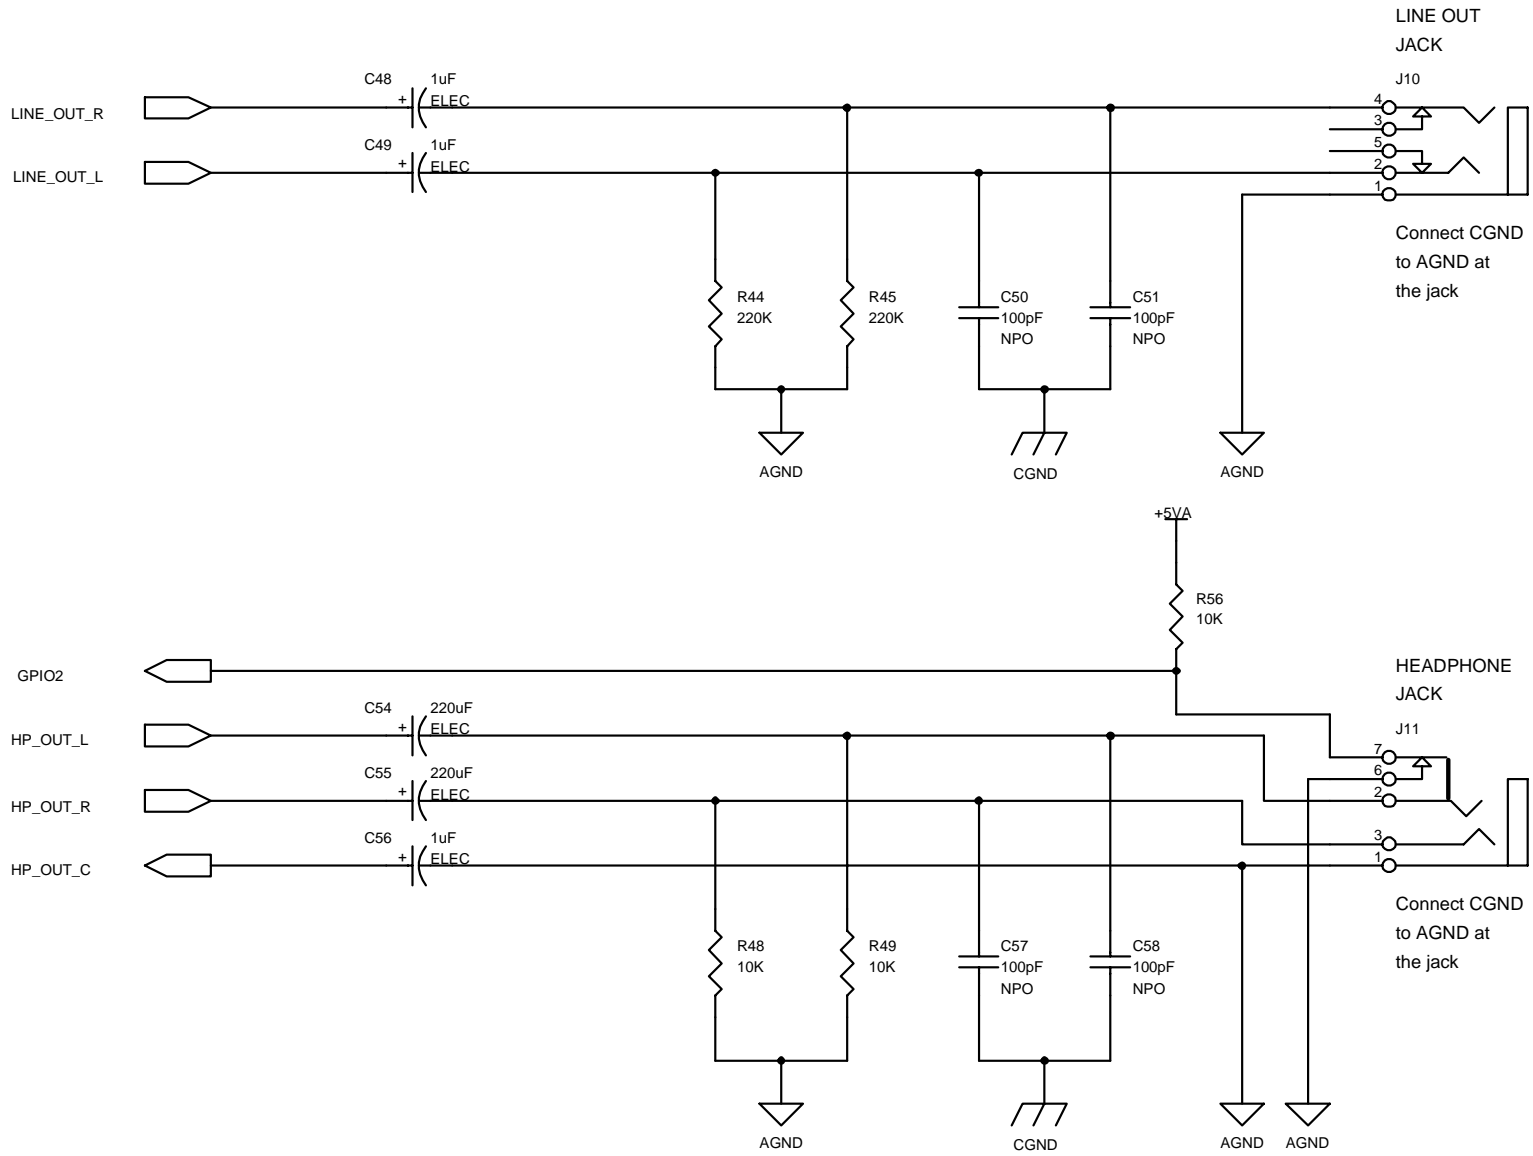 LINE OUT
JACK
J10
C48
1uF
+
ELEC
LINE_OUT_R
4
3
C49
1uF
+
ELEC
LINE_OUT_L
5
2
1
Connect CGND
to AGND at
the jack
R44
220K
R45
220K
C50
100pF
NPO
C51
100pF
NPO
AGND
CGND
AGND
+5VA
R56
10K
GPIO2
HEADPHONE
JACK
J11
C54
220uF
+
ELEC
HP_OUT_L
7
6
2
C55
220uF
+
ELEC
HP_OUT_R
3
1
C56
1uF
+
ELEC
HP_OUT_C
Connect CGND
to AGND at
the jack
R48
10K
R49
10K
C57
100pF
NPO
C58
100pF
NPO
AGND
CGND
AGND
AGND